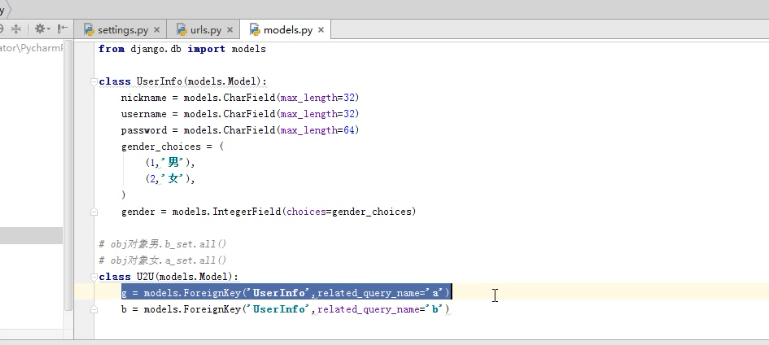 y
settings.py
urls.py
models.py
ator\PycharmP
from django.db import models
class UserInfo(models.Model):
nickname = models.CharField(max_length=32)
username = models.CharField(max_length=32)
password = models.CharField(max_length=64)
gender_choices = (
(1,"男"),
(2,"女"),
)
gender = models.IntegerField(choices=gender_choices)
# obj对象男.b_set.all()
# obj对象女.a_set.all()
class U2U(models.Model):
g = models.ForeignKey("UserInfo",related_query_name='a')
b = models.ForeignKey("UserInfo",related_query_name='b')